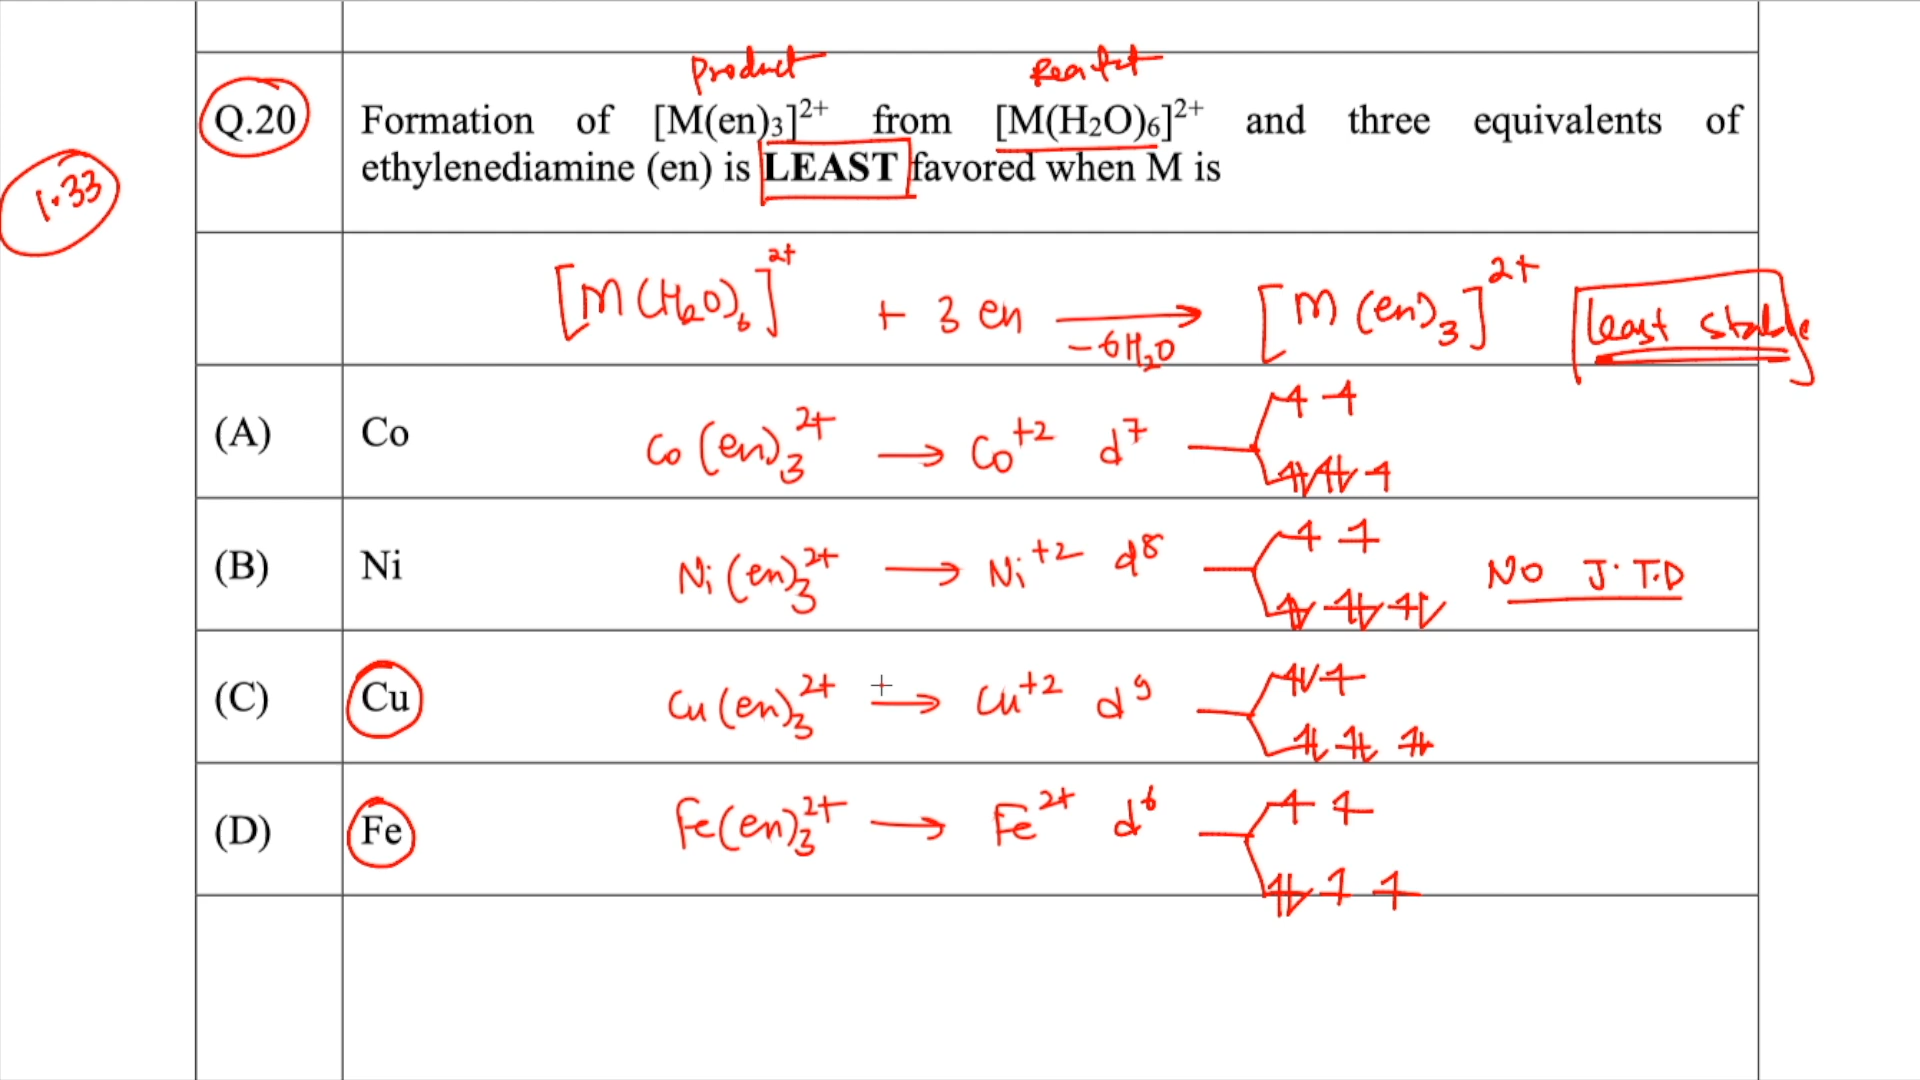 Product Reactct
Q.20 Formation of [M(en)3]2+ from [M(H2O)6]2+ and three equivalents of
ethylenediamine (en) is LEAST favored when M is
1.33
[M(H2O)6]2+ + 3 en → -6H2O [M(en)3]2+ least stable
(A) Co Co(en)3 2+ → Co+2 d7
(B) Ni Ni(en)3 2+ → Ni+2 d8 No J.T.D
(C) Cu Cu(en)3 2+ → Cu+2 d9
(D) Fe Fe(en)3 2+ → Fe2+ d6